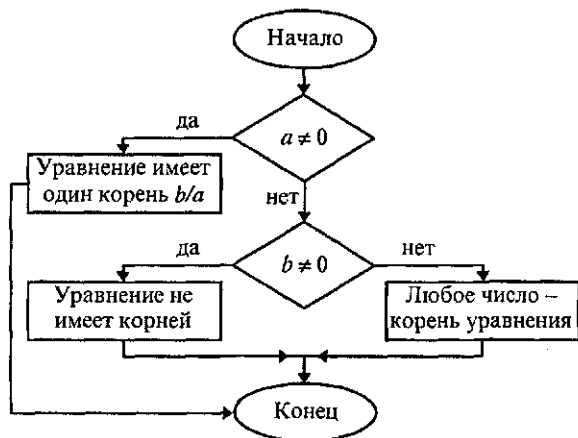 Начало
да
a ≠ 0
Уравнение имеет
один корень b/a
нет
да
b ≠ 0
нет
Уравнение не
имеет корней
Любое число –
корень уравнения
Конец